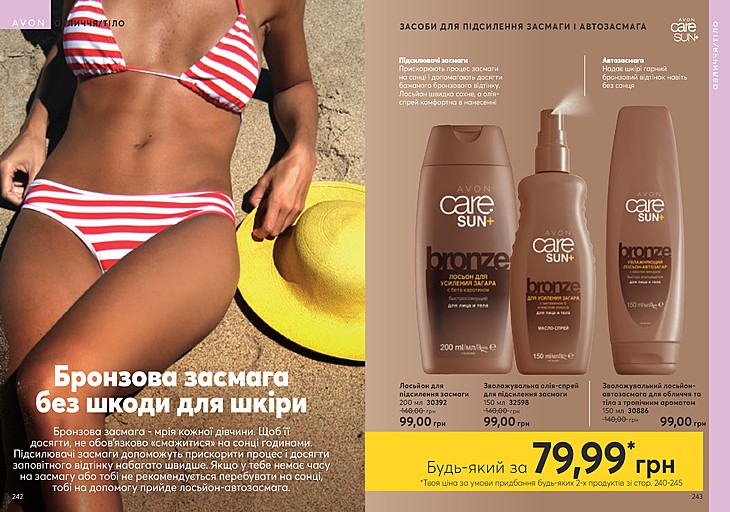 AVON ОБЛИЧЧЯ/ТІЛО
Бронзова засмага
без шкоди для шкіри
Бронзова засмага - мрія кожної дівчини. Щоб її
досягти, не обов'язково «смажитися» на сонці годинами.
Підсилювачі засмаги допоможуть прискорити процес і досягти
заповітного відтінку набагато швидше. Якщо у тебе немає часу
на засмагу або тобі не рекомендується перебувати на сонці,
тобі на допомогу прийде лосьйон-автозасмага.
242
ЗАСОБИ ДЛЯ ПІДСИЛЕННЯ ЗАСМАГИ І АВТОЗАСМАГА
AVON
care
SUN+
ОБЛИЧЧЯ/ТІЛО
Підсилювачі засмаги
Прискорюють процес засмаги
на сонці і допомагають досягти
бажаного бронзового відтінку.
Лосьйон швидко сохне, а олія-
спрей комфортна в нанесенні
Автозасмага
Надає шкірі гарний
бронзовий відтінок навіть
без сонця
AVON
care
SUN+
bronze
ЛОСЬОН ДЛЯ
УСИЛЕНИЯ ЗАГАРА
с бета-каротином
быстросохнущий
для лица и тела
200 ml/мл/₪ e
AVON
care
SUN+
bronze
ДЛЯ УСИЛЕНИЯ ЗАГАРА
МАСЛО-СПРЕЙ
150 ml/мл/₪ e
AVON
care
SUN+
bronze
УВЛАЖНЯЮЩИЙ
ЛОСЬОН-АВТОЗАГАР
для лица и тела
150 ml/мл/₪ e
Лосьйон для
підсилення засмаги
200 мл 30392
140,00 грн
99,00 грн
Зволожувальна олія-спрей
для підсилення засмаги
150 мл 32598
140,00 грн
99,00 грн
Зволожувальний лосьйон-
автозасмага для обличчя та
тіла з тропічним ароматом
150 мл 30886
140,00 грн 99,00 грн
Будь-який за 79,99* грн
*Твоя ціна за умови придбання будь-яких 2-х продуктів зі стор. 240-245
243